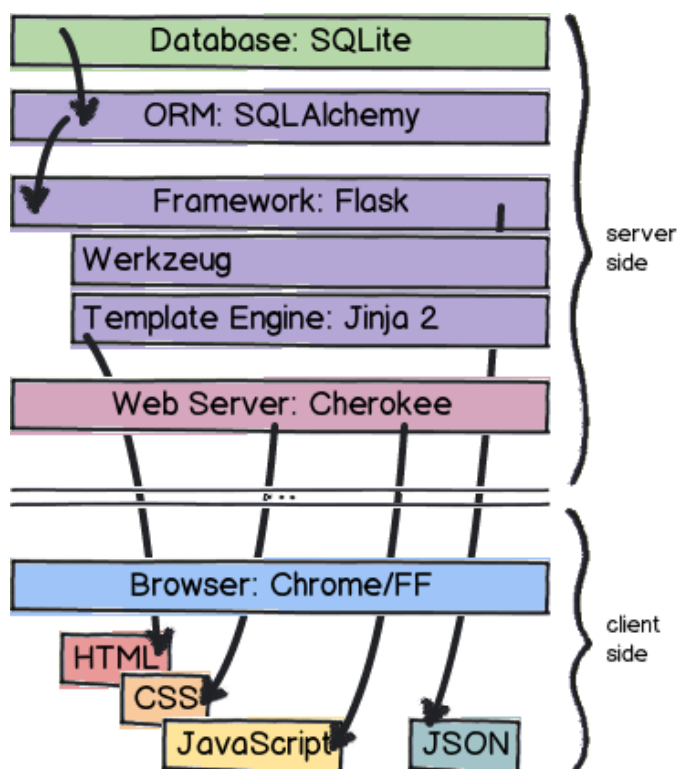 Database: SQLite
ORM: SQLAlchemy
Framework: Flask
Werkzeug
Template Engine: Jinja 2
Web Server: Cherokee
server
side
...
Browser: Chrome/FF
HTML
CSS
JavaScript
JSON
client
side